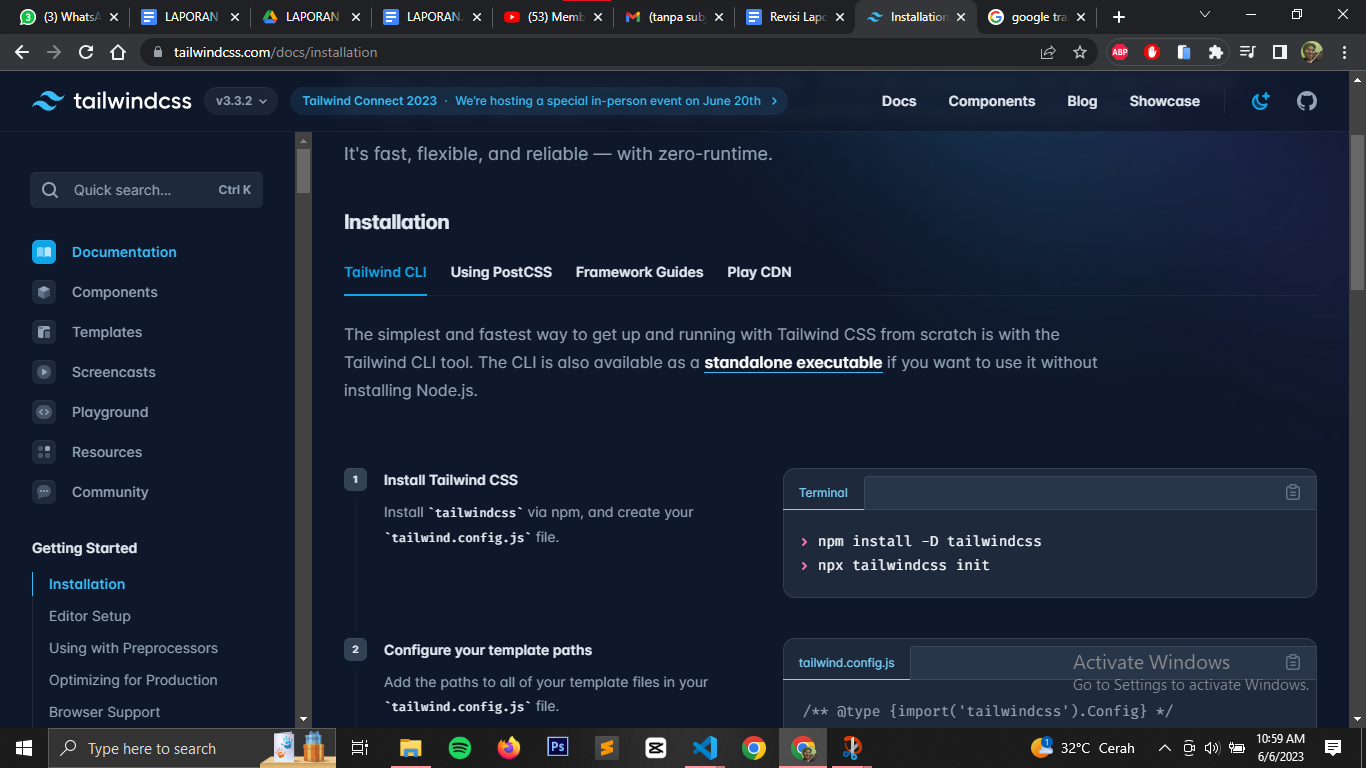 (3) WhatsA
LAPORAN
LAPORAN
LAPORAN.
(53) Memb
(tanpa sub
Revisi Lapo
Installation
google tra
tailwindcss.com/docs/installation
ABP
tailwindcss
v3.3.2
Tailwind Connect 2023 · We're hosting a special in-person event on June 20th
Docs
Components
Blog
Showcase
Quick search...
Ctrl K
Documentation
Components
Templates
Screencasts
Playground
Resources
Community
Getting Started
Installation
Editor Setup
Using with Preprocessors
Optimizing for Production
Browser Support
It's fast, flexible, and reliable — with zero-runtime.
Installation
Tailwind CLI
Using PostCSS
Framework Guides
Play CDN
The simplest and fastest way to get up and running with Tailwind CSS from scratch is with the
Tailwind CLI tool. The CLI is also available as a standalone executable if you want to use it without
installing Node.js.
1
Install Tailwind CSS
Install `tailwindcss` via npm, and create your
`tailwind.config.js` file.
Terminal
> npm install -D tailwindcss
> npx tailwindcss init
2
Configure your template paths
Add the paths to all of your template files in your
`tailwind.config.js` file.
tailwind.config.js
/** @type {import('tailwindcss').Config} */
Activate Windows
Go to Settings to activate Windows.
Type here to search
Ps
1
32°C Cerah
10:59 AM
6/6/2023